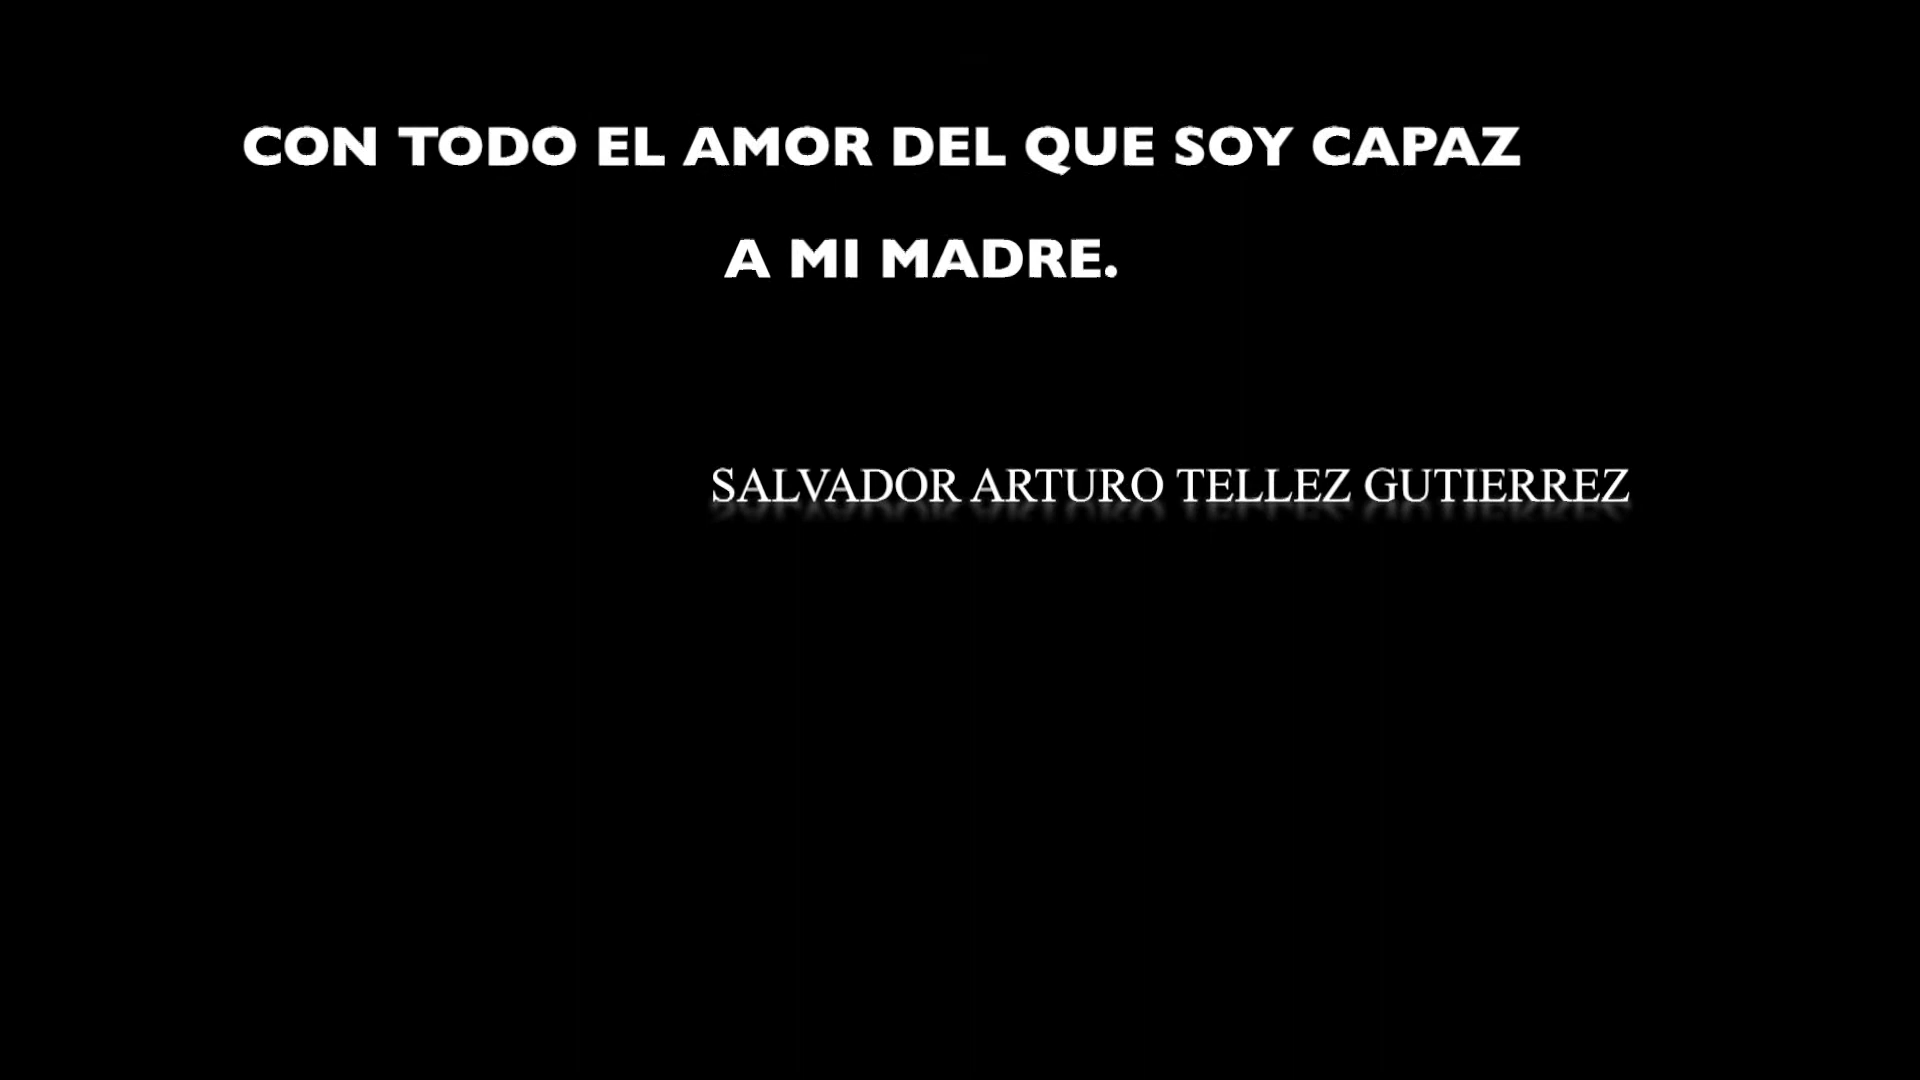 CON TODO EL AMOR DEL QUE SOY CAPAZ
A MI MADRE.
SALVADOR ARTURO TELLEZ GUTIERREZ